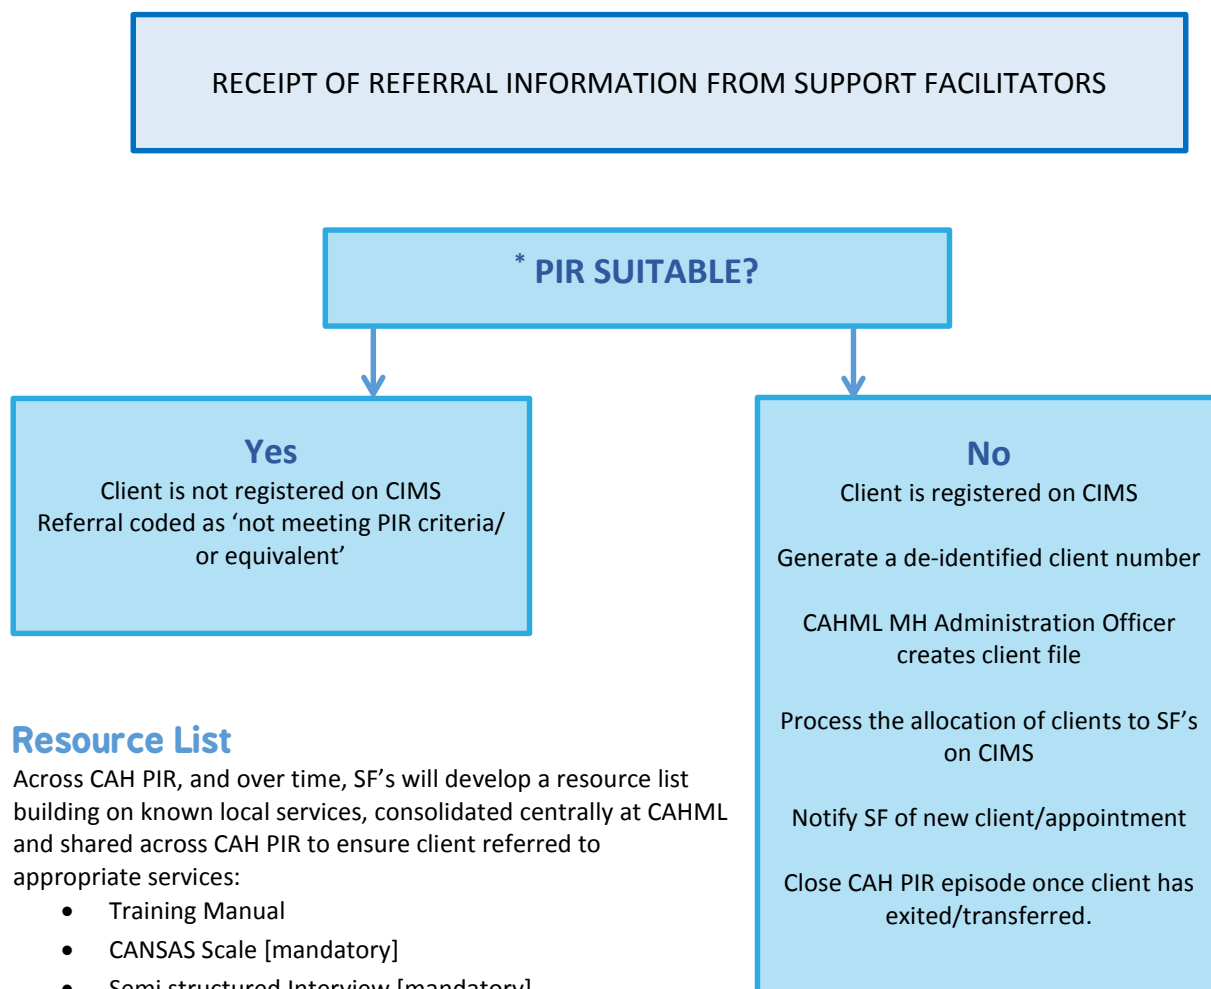 RECEIPT OF REFERRAL INFORMATION FROM SUPPORT FACILITATORS
* PIR SUITABLE?
Yes
Client is not registered on CIMS
Referral coded as ‘not meeting PIR criteria/
or equivalent’
No
Client is registered on CIMS
Generate a de-identified client number
CAHML MH Administration Officer
creates client file
Process the allocation of clients to SF’s
on CIMS
Notify SF of new client/appointment
Close CAH PIR episode once client has
exited/transferred.
Resource List
Across CAH PIR, and over time, SF’s will develop a resource list
building on known local services, consolidated centrally at CAHML
and shared across CAH PIR to ensure client referred to
appropriate services:
• Training Manual
• CANSAS Scale [mandatory]
• Semi structured Interview [mandatory]